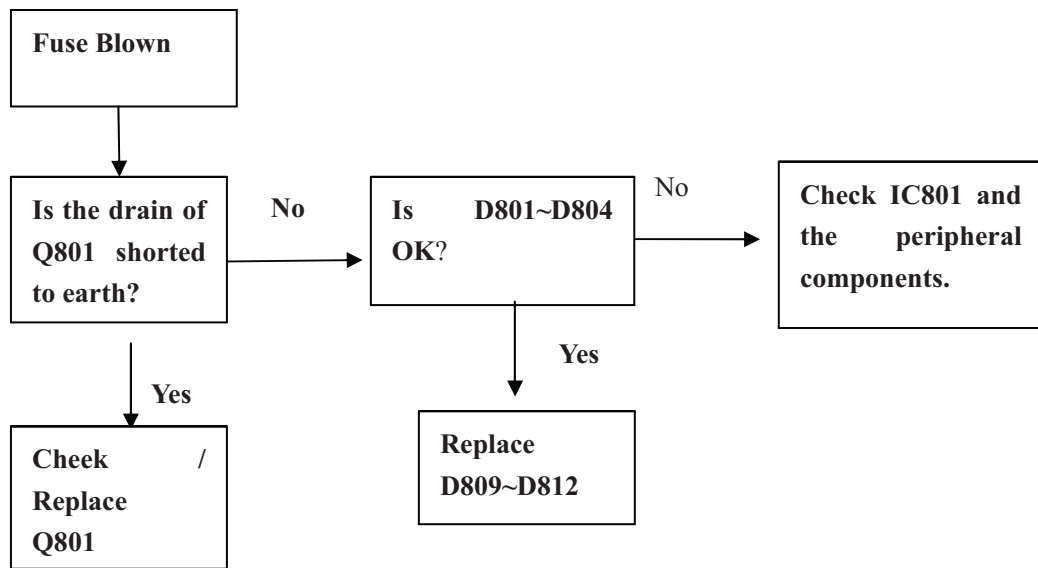 Fuse Blown
Is the drain of
Q801 shorted
to earth?
No
Is D801~D804
OK?
No
Check IC801 and
the peripheral
components.
Yes
Cheek /
Replace
Q801
Yes
Replace
D809~D812